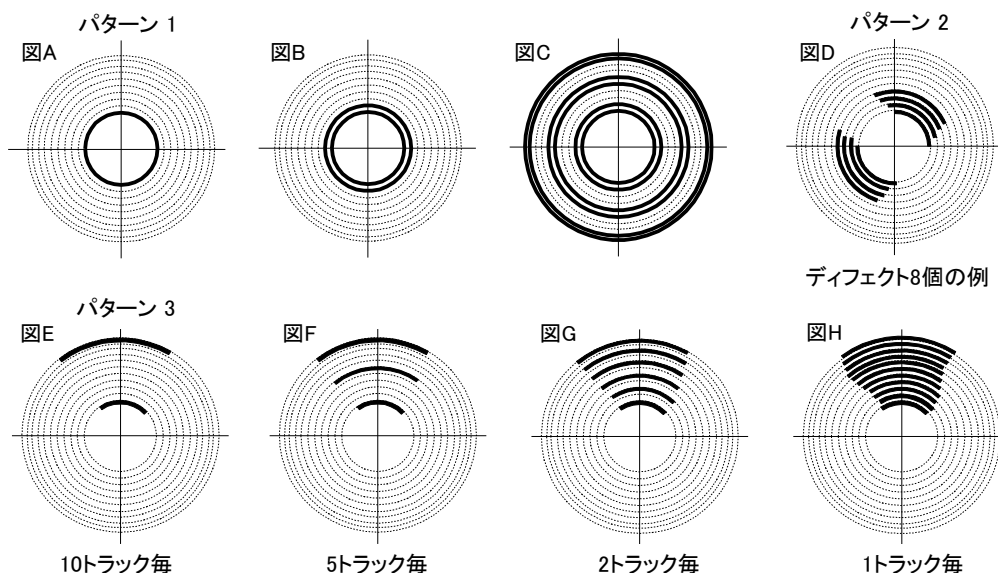 パターン 1
パターン 2
図A
図B
図C
図D
ディフェクト8個の例
パターン 3
図E
図F
図G
図H
10トラック毎
5トラック毎
2トラック毎
1トラック毎